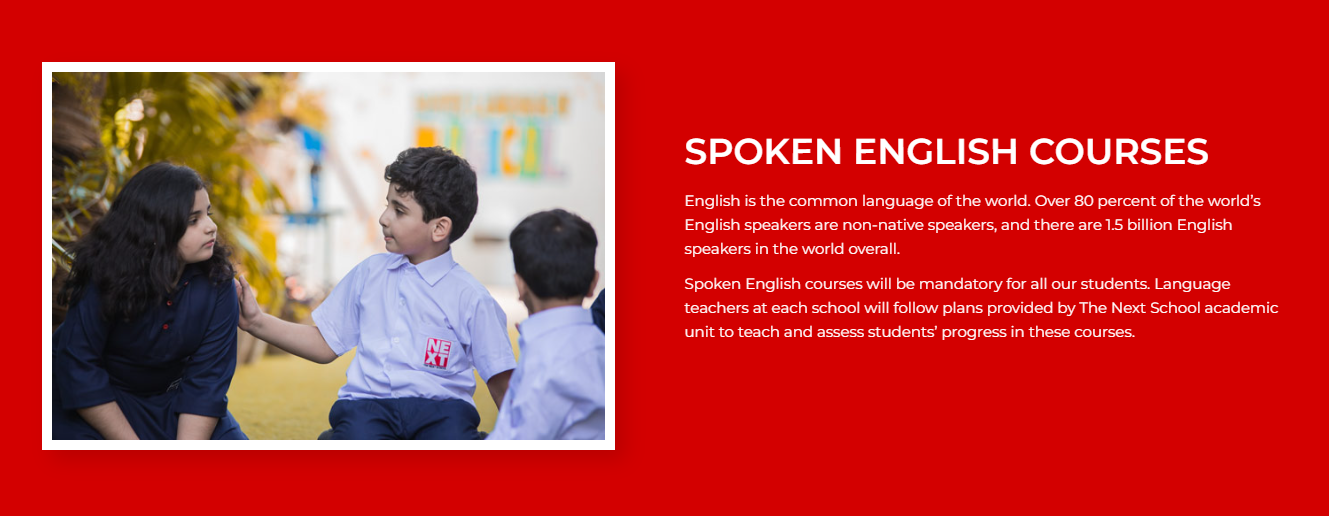 SPOKEN ENGLISH COURSES
English is the common language of the world. Over 80 percent of the world's
English speakers are non-native speakers, and there are 1.5 billion English
speakers in the world overall.
Spoken English courses will be mandatory for all our students. Language
teachers at each school will follow plans provided by The Next School academic
unit to teach and assess students' progress in these courses.
NE
XT